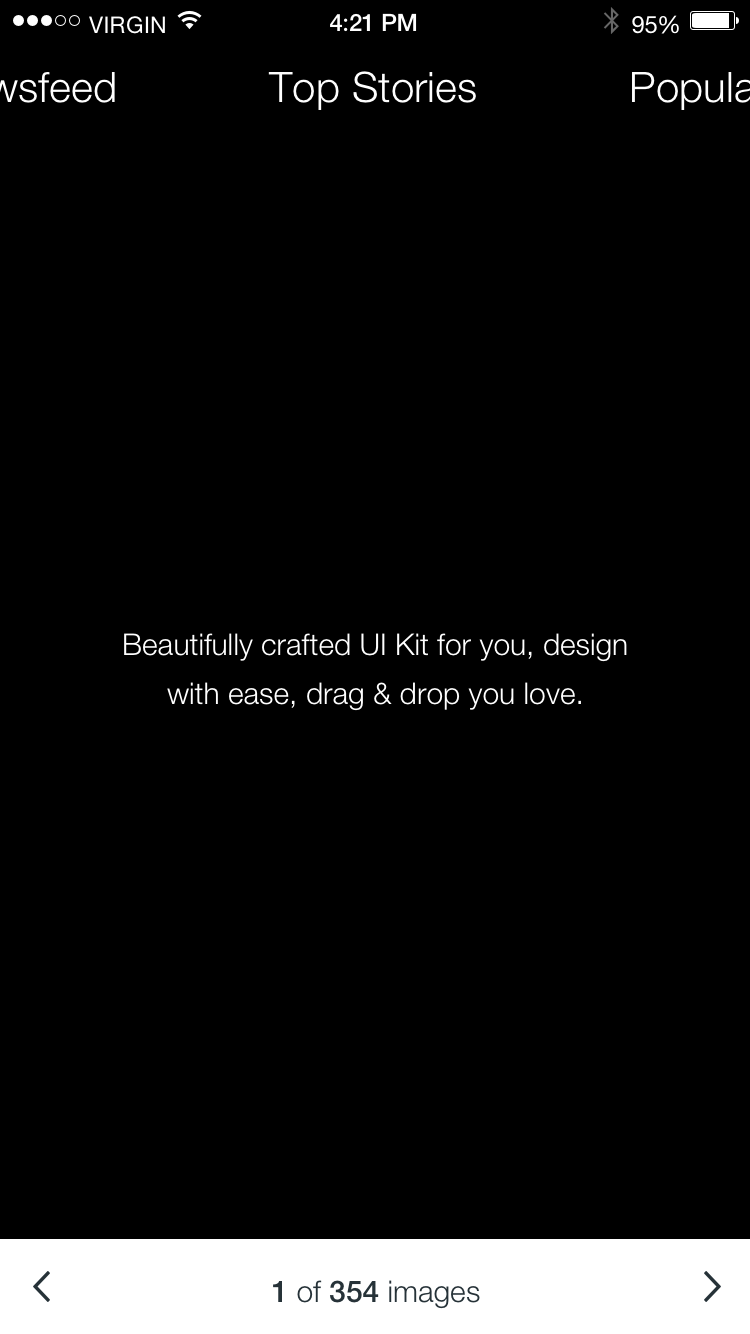 VIRGIN 4:21 PM 95%
wsfeed Top Stories Popula
Beautifully crafted UI Kit for you, design
with ease, drag & drop you love.
1 of 354 images